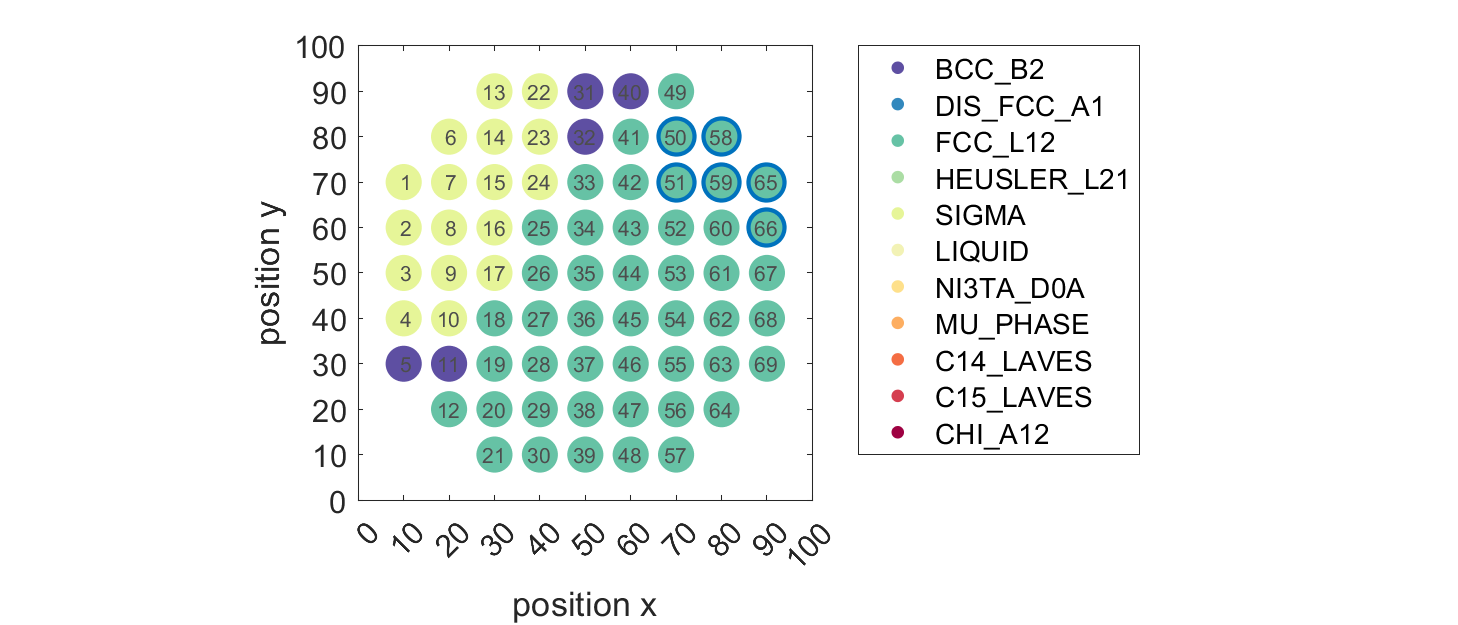 100
90
80
70
60
50
40
30
20
10
0
position y
13 22 31 40 49
6 14 23 32 41 50 58
1 7 15 24 33 42 51 59 65
2 8 16 25 34 43 52 60 66
3 9 17 26 35 44 53 61 67
4 10 18 27 36 45 54 62 68
5 11 19 28 37 46 55 63 69
12 20 29 38 47 56 64
21 30 39 48 57
0 10 20 30 40 50 60 70 80 90 100
position x
BCC_B2
DIS_FCC_A1
FCC_L12
HEUSLER_L21
SIGMA
LIQUID
NI3TA_D0A
MU_PHASE
C14_LAVES
C15_LAVES
CHI_A12